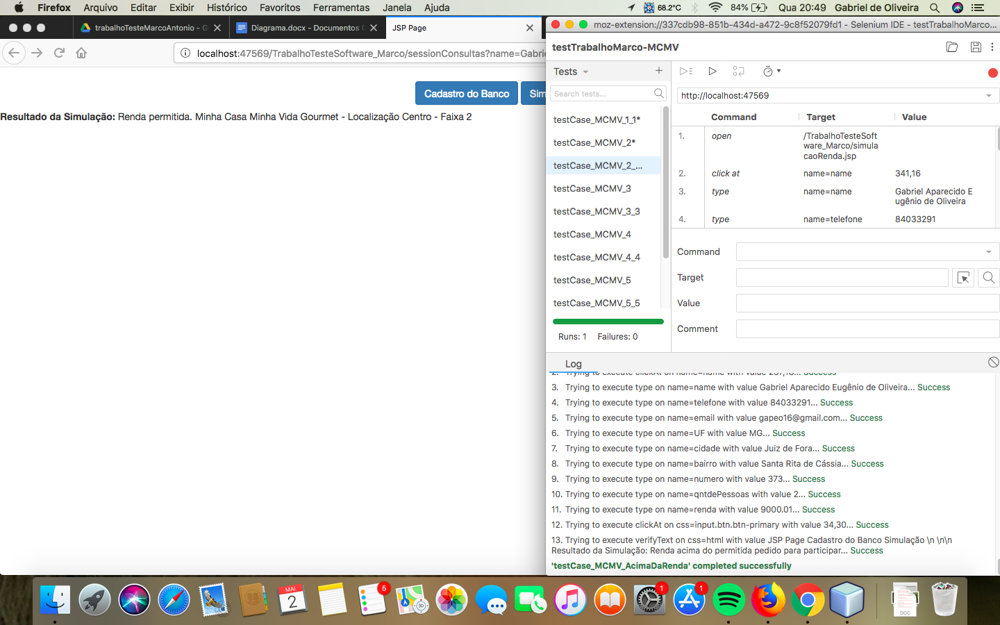 Firefox Arquivo Editar Exibir Histórico Favoritos Ferramentas Janela Ajuda 68.2°C 84% Qua 20:49 Gabriel de Oliveira
trabalhoTesteMarcoAntonio - G
Diagrama.docx - Documentos G
JSP Page
localhost:47569/TrabalhoTesteSoftware_Marco/sessionConsultas?name=Gabrie
Cadastro do Banco
Sim
Resultado da Simulação: Renda permitida. Minha Casa Minha Vida Gourmet - Localização Centro - Faixa 2
moz-extension://337cdb98-851b-434d-a472-9c8f52079fd1 - Selenium IDE - testTrabalhoMarco...
testTrabalhoMarco-MCMV
Tests
Search tests...
testCase_MCMV_1_1*
testCase_MCMV_2*
testCase_MCMV_2_...
testCase_MCMV_3
testCase_MCMV_3_3
testCase_MCMV_4
testCase_MCMV_4_4
testCase_MCMV_5
testCase_MCMV_5_5
Runs: 1 Failures: 0
http://localhost:47569
Command Target Value
1. open /TrabalhoTesteSoft
ware_Marco/simula
caoRenda.jsp
2. click at name=name 341,16
3. type name=name Gabriel Aparecido E
ugênio de Oliveira
4. type name=telefone 84033291
Command
Target
Value
Comment
Log
2. Trying to execute clickAt on name=name with value 237,16... Success
3. Trying to execute type on name=name with value Gabriel Aparecido Eugênio de Oliveira... Success
4. Trying to execute type on name=telefone with value 84033291... Success
5. Trying to execute type on name=email with value gapeo16@gmail.com... Success
6. Trying to execute type on name=UF with value MG... Success
7. Trying to execute type on name=cidade with value Juiz de Fora... Success
8. Trying to execute type on name=bairro with value Santa Rita de Cássia... Success
9. Trying to execute type on name=numero with value 373... Success
10. Trying to execute type on name=qntdePessoas with value 2... Success
11. Trying to execute type on name=renda with value 9000.01... Success
12. Trying to execute clickAt on css=input.btn.btn-primary with value 34,30... Success
13. Trying to execute verifyText on css=html with value JSP Page Cadastro do Banco Simulação \n \n\n
Resultado da Simulação: Renda acima do permitida pedido para participar... Success
'testCase_MCMV_AcimaDaRenda' completed successfully
MAI
2
5
3D
1
1
DOC